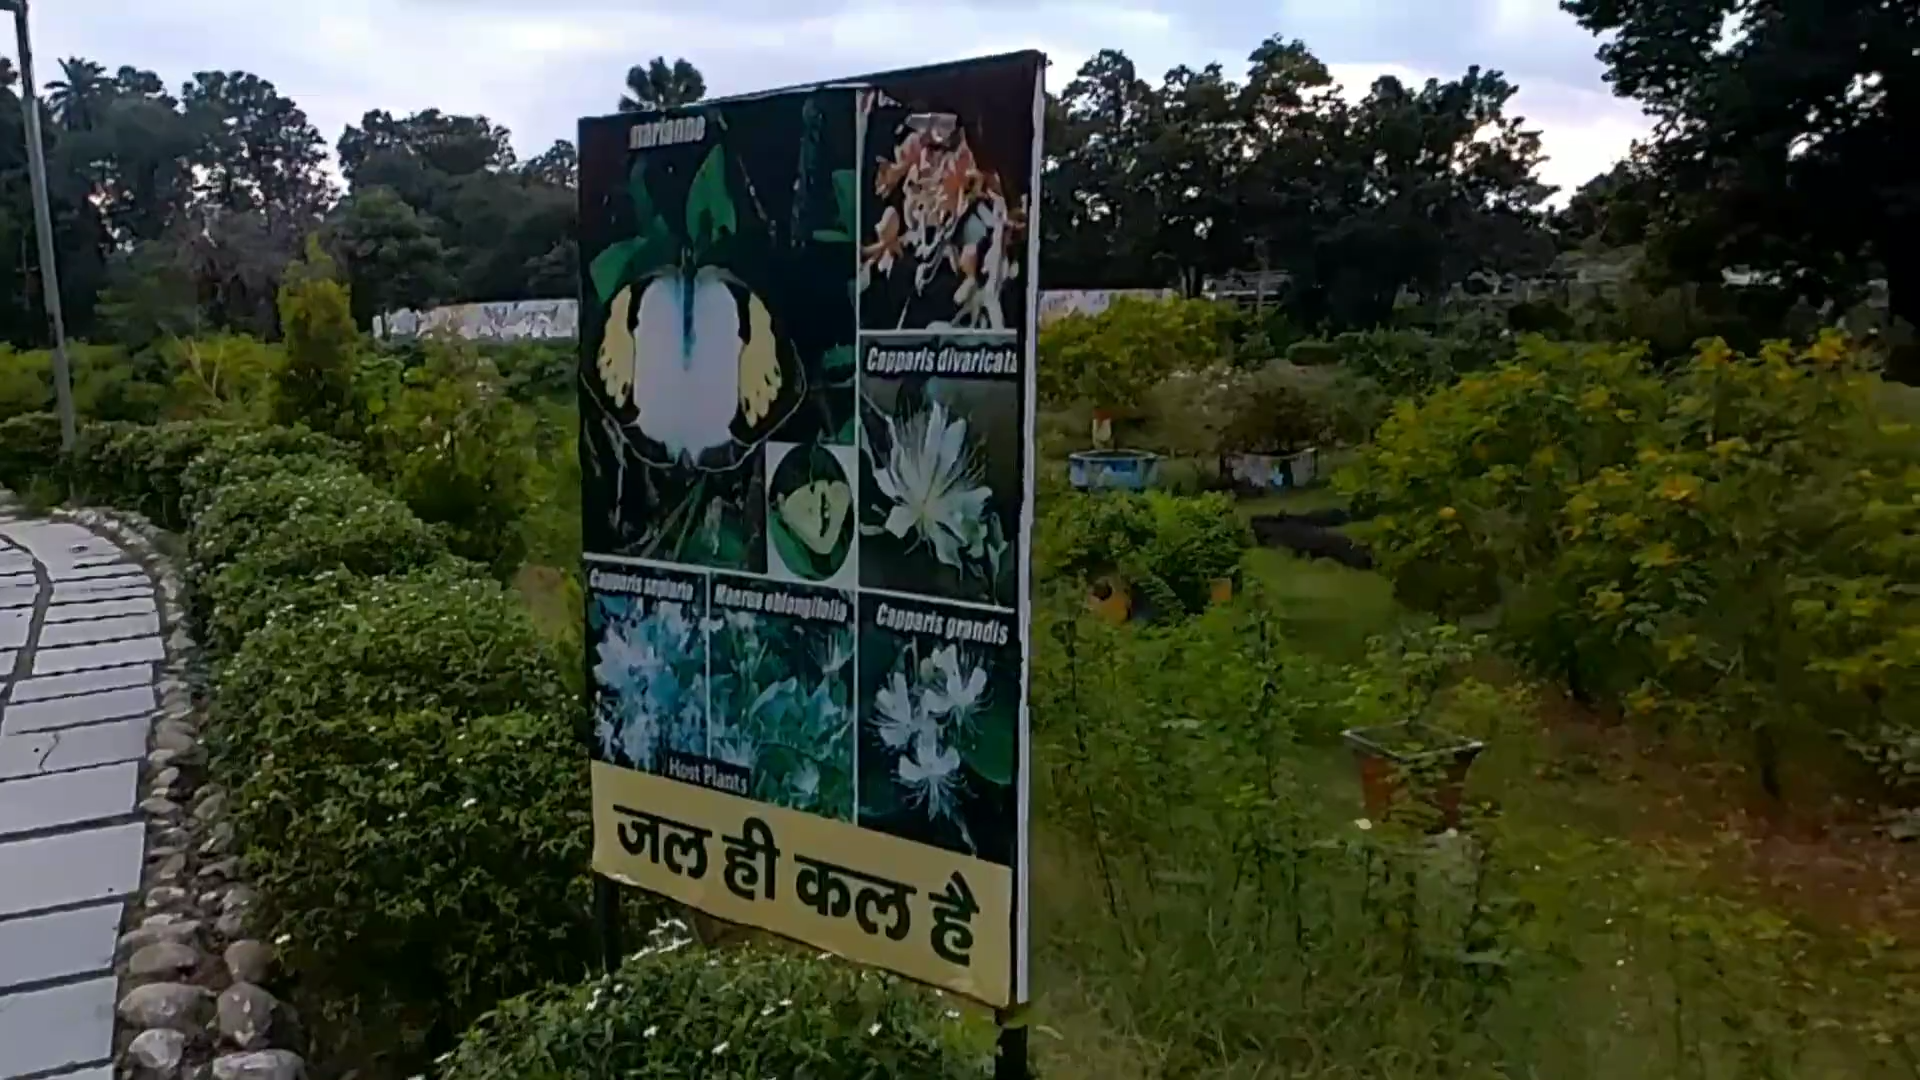 marianne
Capparis divaricata
Capparis sepiaria
Maerua oblongifolia
Capparis grandis
Host Plants
जल ही कल है